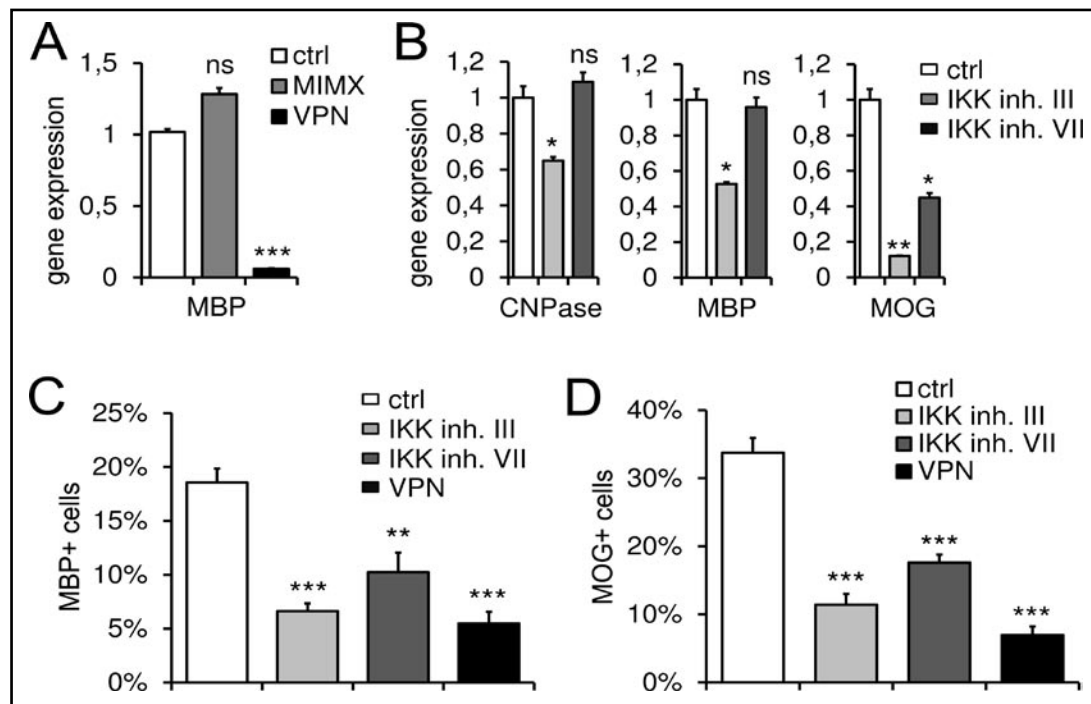 A
gene expression
1,5
1
0,5
0
ns
***
MBP
ctrl
MIMX
VPN
B
gene expression
1,2
1
0,8
0,6
0,4
0,2
0
*
ns
CNPase
1,2
1
0,8
0,6
0,4
0,2
0
*
ns
MBP
1,2
1
0,8
0,6
0,4
0,2
0
**
*
MOG
ctrl
IKK inh. III
IKK inh. VII
C
MBP+ cells
25%
20%
15%
10%
5%
0%
***
**
***
ctrl
IKK inh. III
IKK inh. VII
VPN
D
MOG+ cells
40%
30%
20%
10%
0%
***
***
***
ctrl
IKK inh. III
IKK inh. VII
VPN